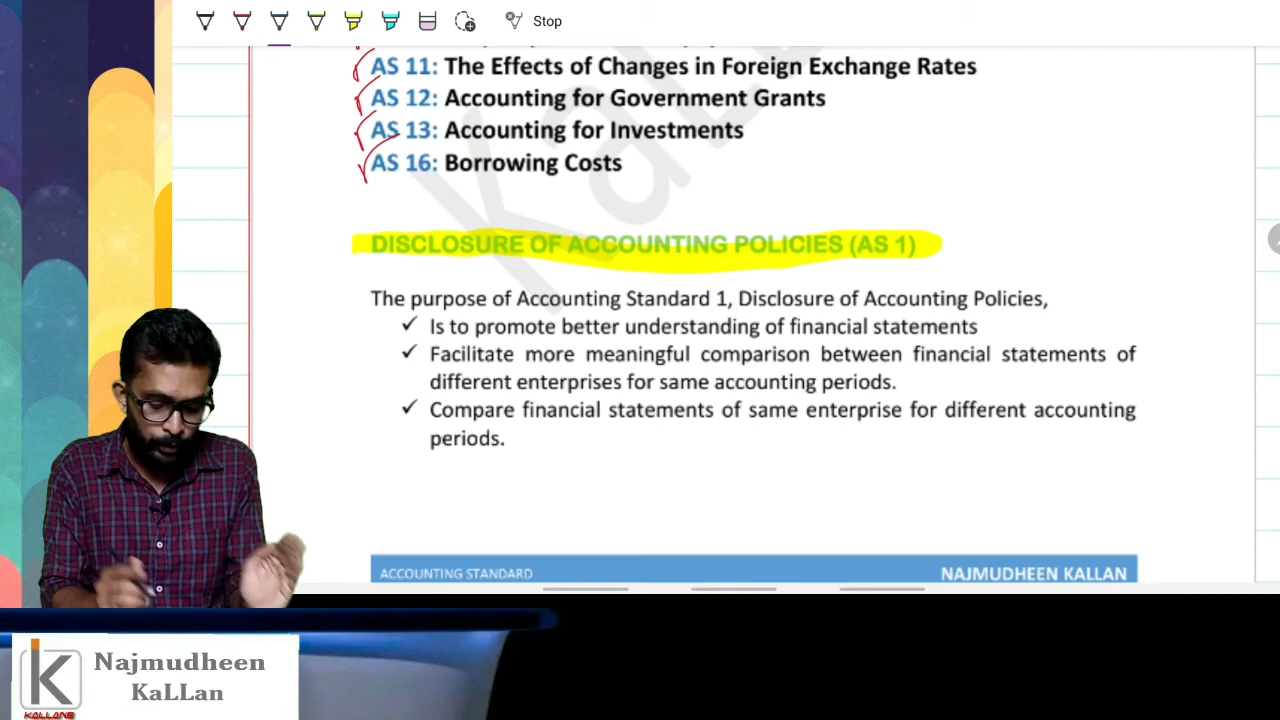 Stop
AS 11: The Effects of Changes in Foreign Exchange Rates
AS 12: Accounting for Government Grants
AS 13: Accounting for Investments
AS 16: Borrowing Costs
DISCLOSURE OF ACCOUNTING POLICIES (AS 1)
The purpose of Accounting Standard 1, Disclosure of Accounting Policies,
✓ Is to promote better understanding of financial statements
✓ Facilitate more meaningful comparison between financial statements of
different enterprises for same accounting periods.
✓ Compare financial statements of same enterprise for different accounting
periods.
ACCOUNTING STANDARD NAJMUDHEEN KALLAN
Najmudheen
KaLLan
KALLANS